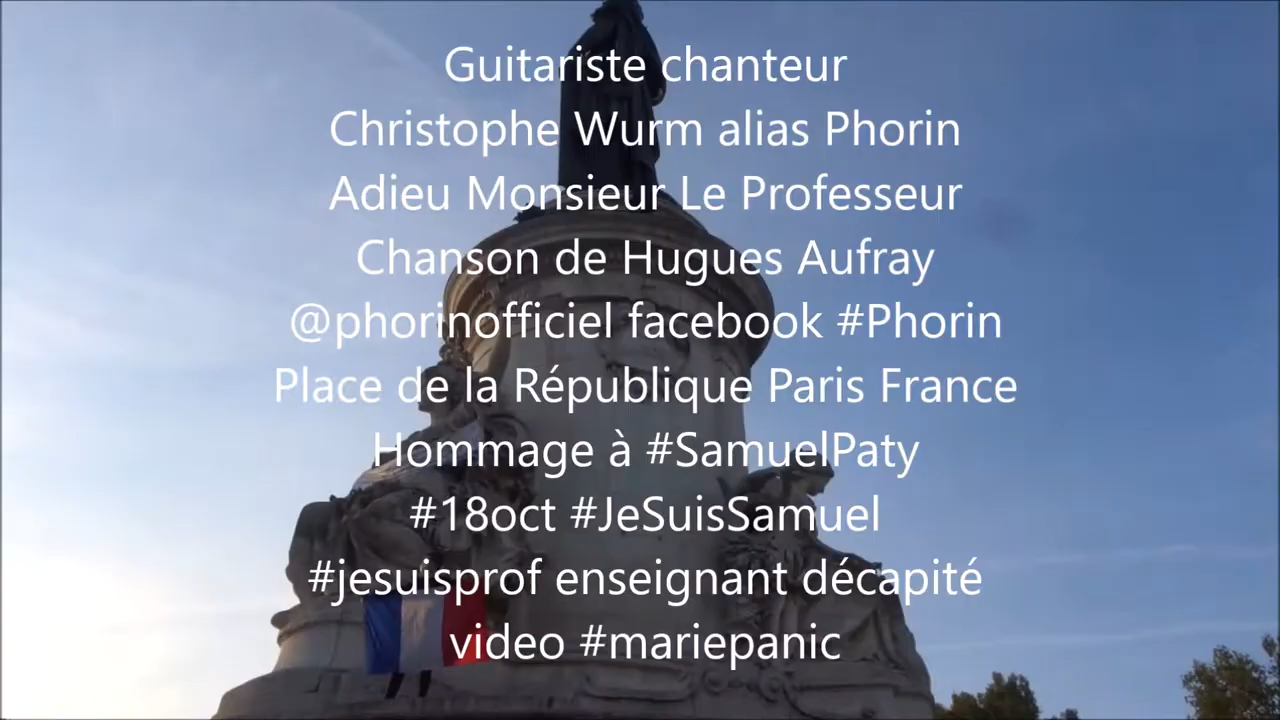 Guitariste chanteur
Christophe Wurm alias Phorin
Adieu Monsieur Le Professeur
Chanson de Hugues Aufray
@phorinofficiel facebook #Phorin
Place de la République Paris France
Hommage à #SamuelPaty
#18oct #JeSuisSamuel
#jesuisprof enseignant décapité
video #mariepanic